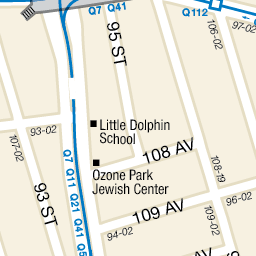 Q7 Q41
Q112
95 ST
106-02
97-02
Little Dolphin
School
93-02
107-02
Q7 Q11 Q21 Q41 Q5
108 AV
Ozone Park
Jewish Center
93 ST
108-19
96-02
109 AV
94-02
109-02